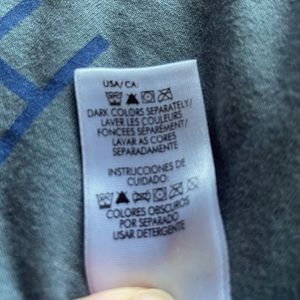 USA/CA:
DARK COLORS SEPARATELY/
LAVER LES COULEURS
FONCEES SÉPAREMENT/
LAVAR AS CORES
SEPARADAMENTE
INSTRUCCIONES DE
CUIDADO:
COLORES OBSCUROS
POR SEPARADO
USAR DETERGENTE